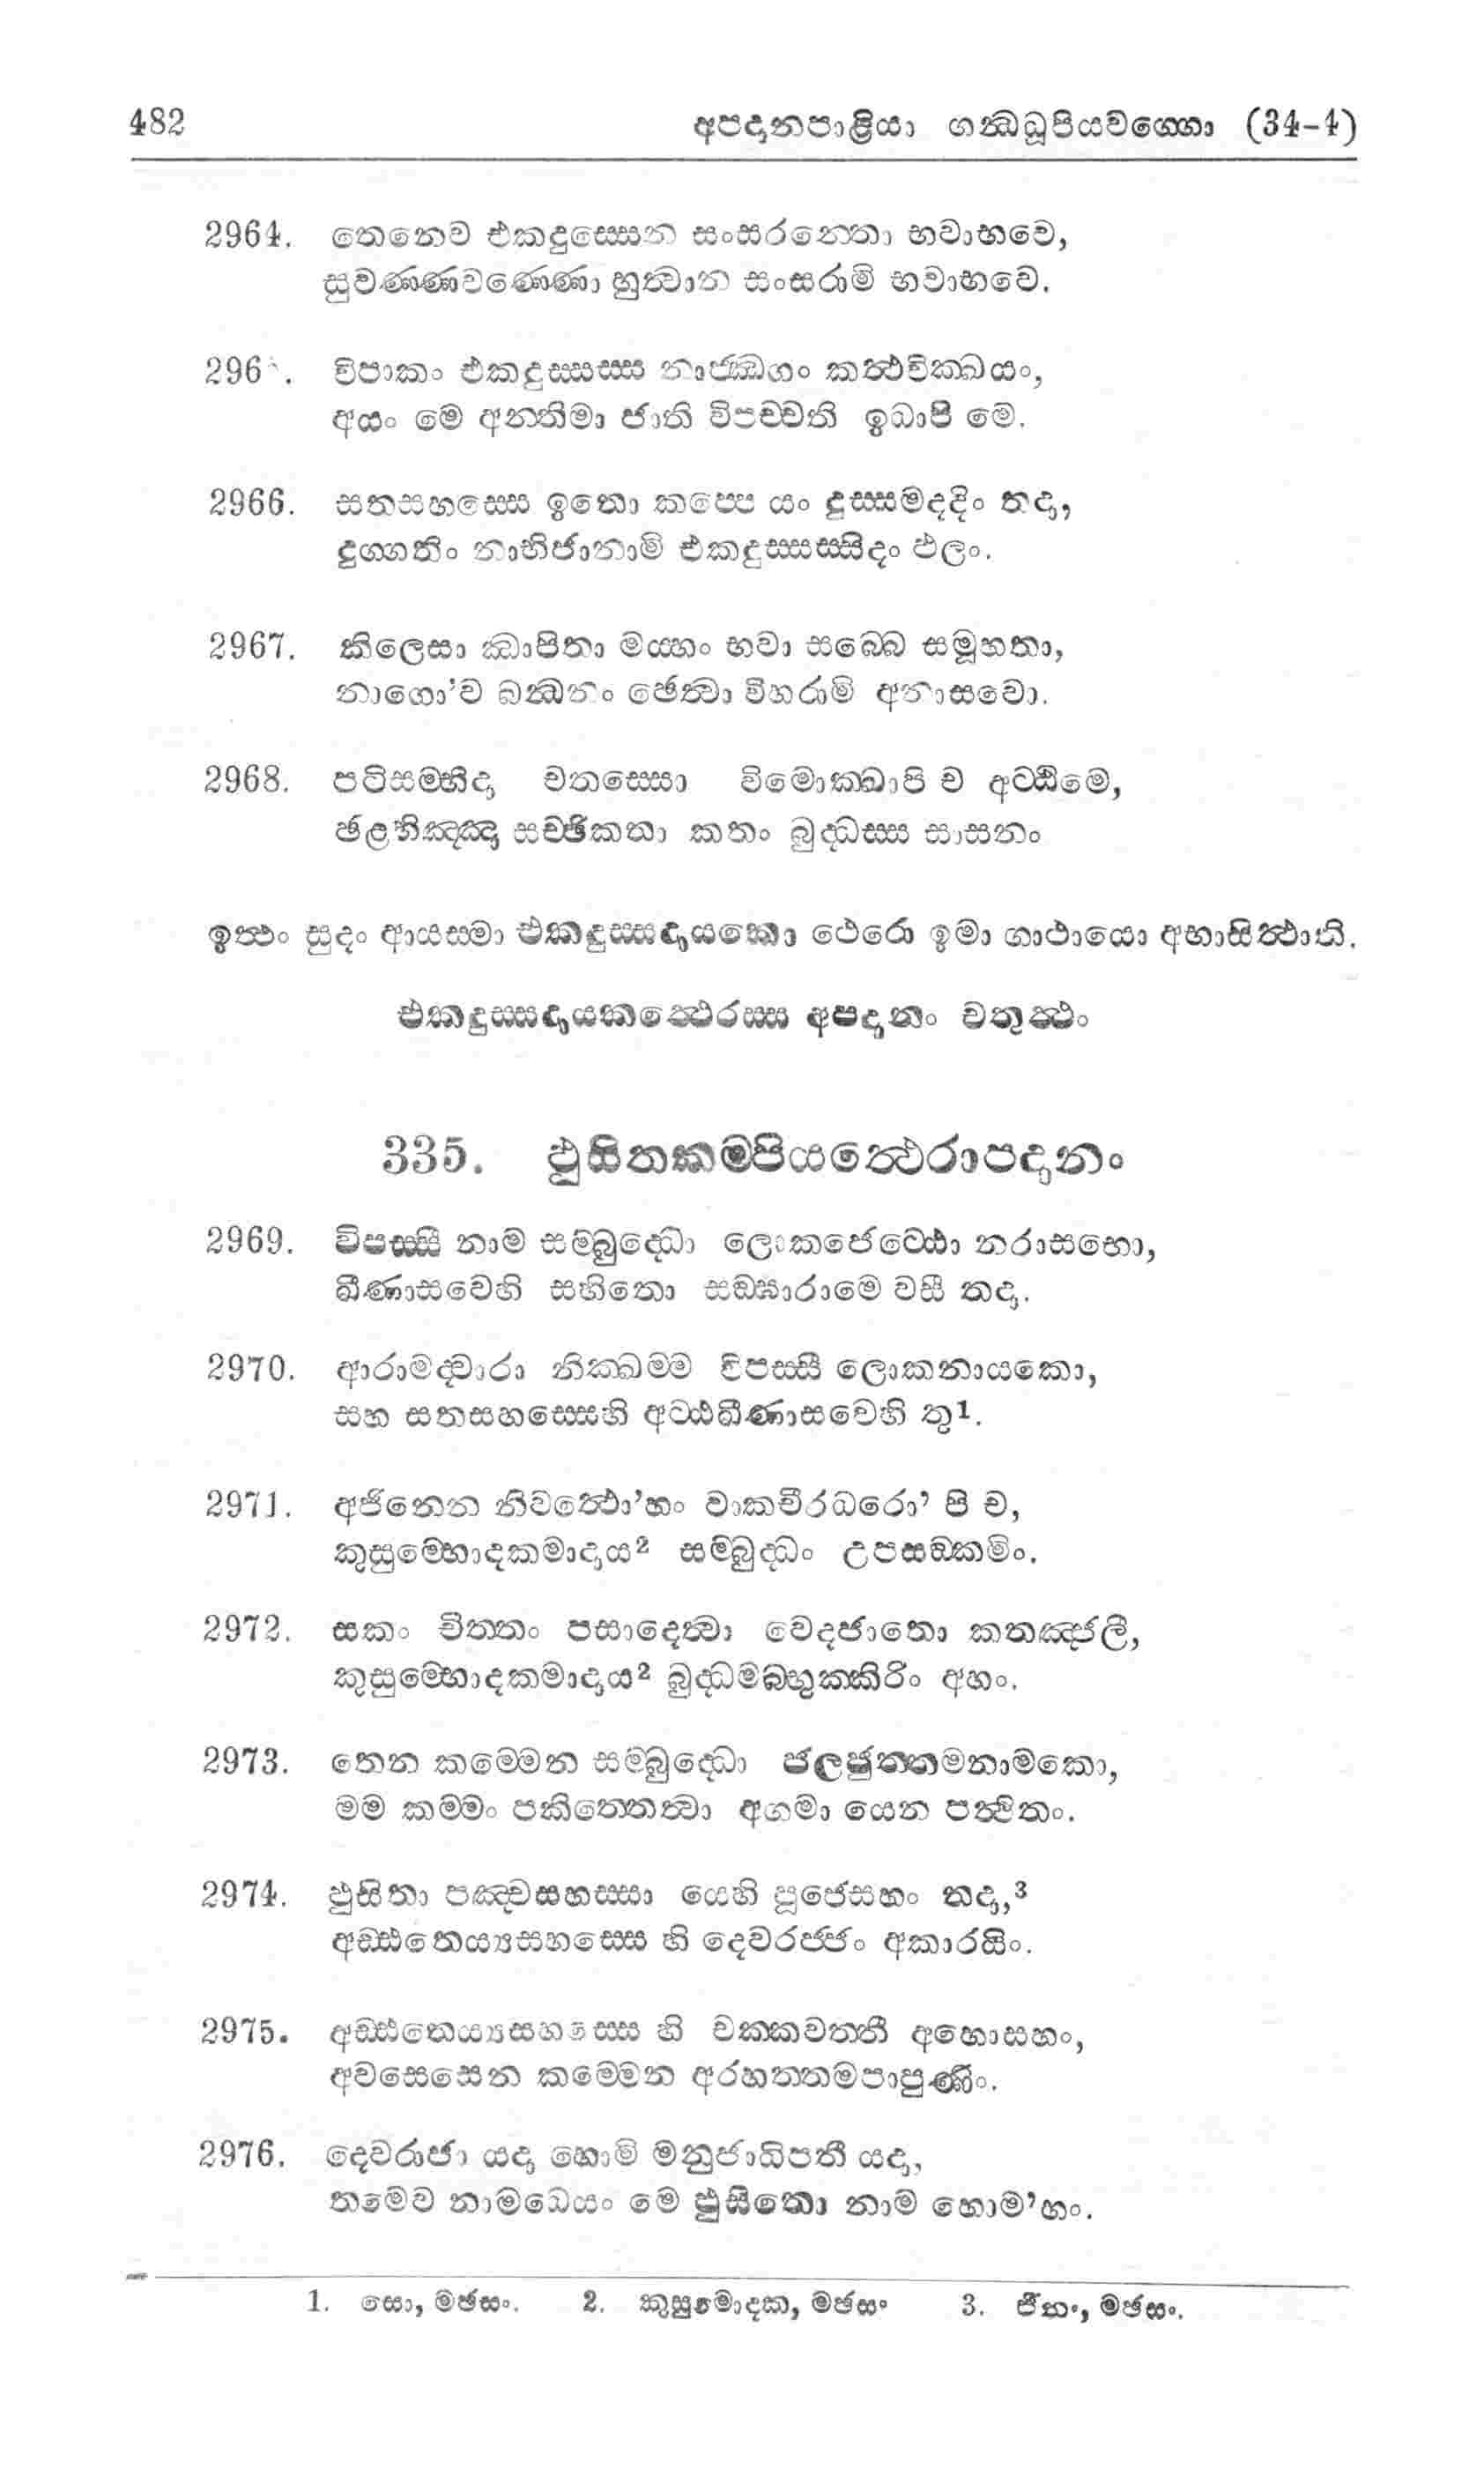 482 අපදානපාළියා ගන්ධධූපියවග්ගො (34-4)
2964. තෙනෙව එකදුස්සෙන සංසරන්තො භවාභවෙ,
සුවණ්ණවණ්ණො හුත්වාන සංසරාමි භවාභවෙ.
296 . විපාකං එකදුස්සස්ස නාජ්ඣගං කත්ථචික්ඛයං,
අයං මෙ අන්තිමා ජාති විපච්චති ඉධාපි මෙ.
2966. සතසහස්සෙ ඉතො කප්පෙ යං දුස්සමදදිං තදා,
දුග්ගතිං නාභිජානාමි එකදුස්සස්සිදං ඵලං.
2967. කිලෙසා ඣාපිතා මය්හං භවා සබ්බෙ සමූහතා,
නාගො'ව බන්ධනං ඡෙත්වා විහරාමි අනාසවො.
2968. පටිසම්භිදා චතස්සො විමොක්ඛාපි ච අට්ඨිමෙ,
ඡළභිඤ්ඤා සච්ඡිකතා කතං බුද්ධස්ස සාසනං
ඉත්ථං සුදං ආයස්මා එකදුස්සදායකො ථෙරො ඉමා ගාථායො අභාසිත්ථාති.
එකදුස්සදායකත්ථෙරස්ස අපදානං චතුත්ථං
335. ඵුසිතකම්පියත්ථෙරාපදානං
2969. විපස්සී නාම සම්බුද්ධො ලොකජෙට්ඨො නරාසභො,
ඛීණාසවෙහි සහිතො සඞ්ඝාරාමෙ වසී තදා.
2970. ආරාමද්වාරා නික්ඛම්ම විපස්සී ලොකනායකො,
සහ සතසහස්සෙහි අට්ඨඛීණාසවෙහි තු1.
2971. අජිනෙන නිවත්ථො'හං වාකචීරධරො' පි ච,
කුසුම්භොදකමාදාය2 සම්බුද්ධං උපසඞ්කමිං.
2972. සකං චිත්තං පසාදෙත්වා වෙදජාතො කතඤ්ජලී,
කුසුම්භොදකමාදාය2 බුද්ධමබ්භුක්කිරිං අහං.
2973. තෙන කම්මෙන සම්බුද්ධො ජලජුත්තමනාමකො,
මම කම්මං පකිත්තෙත්වා අගමා යෙන පත්ථිතං.
2974. ඵුසිතා පඤ්චසහස්සා යෙහි පූජෙසහං තදා,3
අඩ්ඪතෙය්‍යසහස්සෙ හි දෙවරජ්ජං අකාරයිං.
2975. අඩ්ඪතෙය්‍යසහස්සෙ හි චක්කවත්තී අහොසහං,
අවසෙසෙන කම්මෙන අරහත්තමපාපුණිං.
2976. දෙවරාජා යදා හොමි මනුජාධිපතී යදා,
තමෙව නාමධෙයං මෙ ඵුසිතො නාම හොම'හං.
1. සො, මඡසං. 2. කුසුමොදක, මඡසං 3. ජිනං, මඡසං.